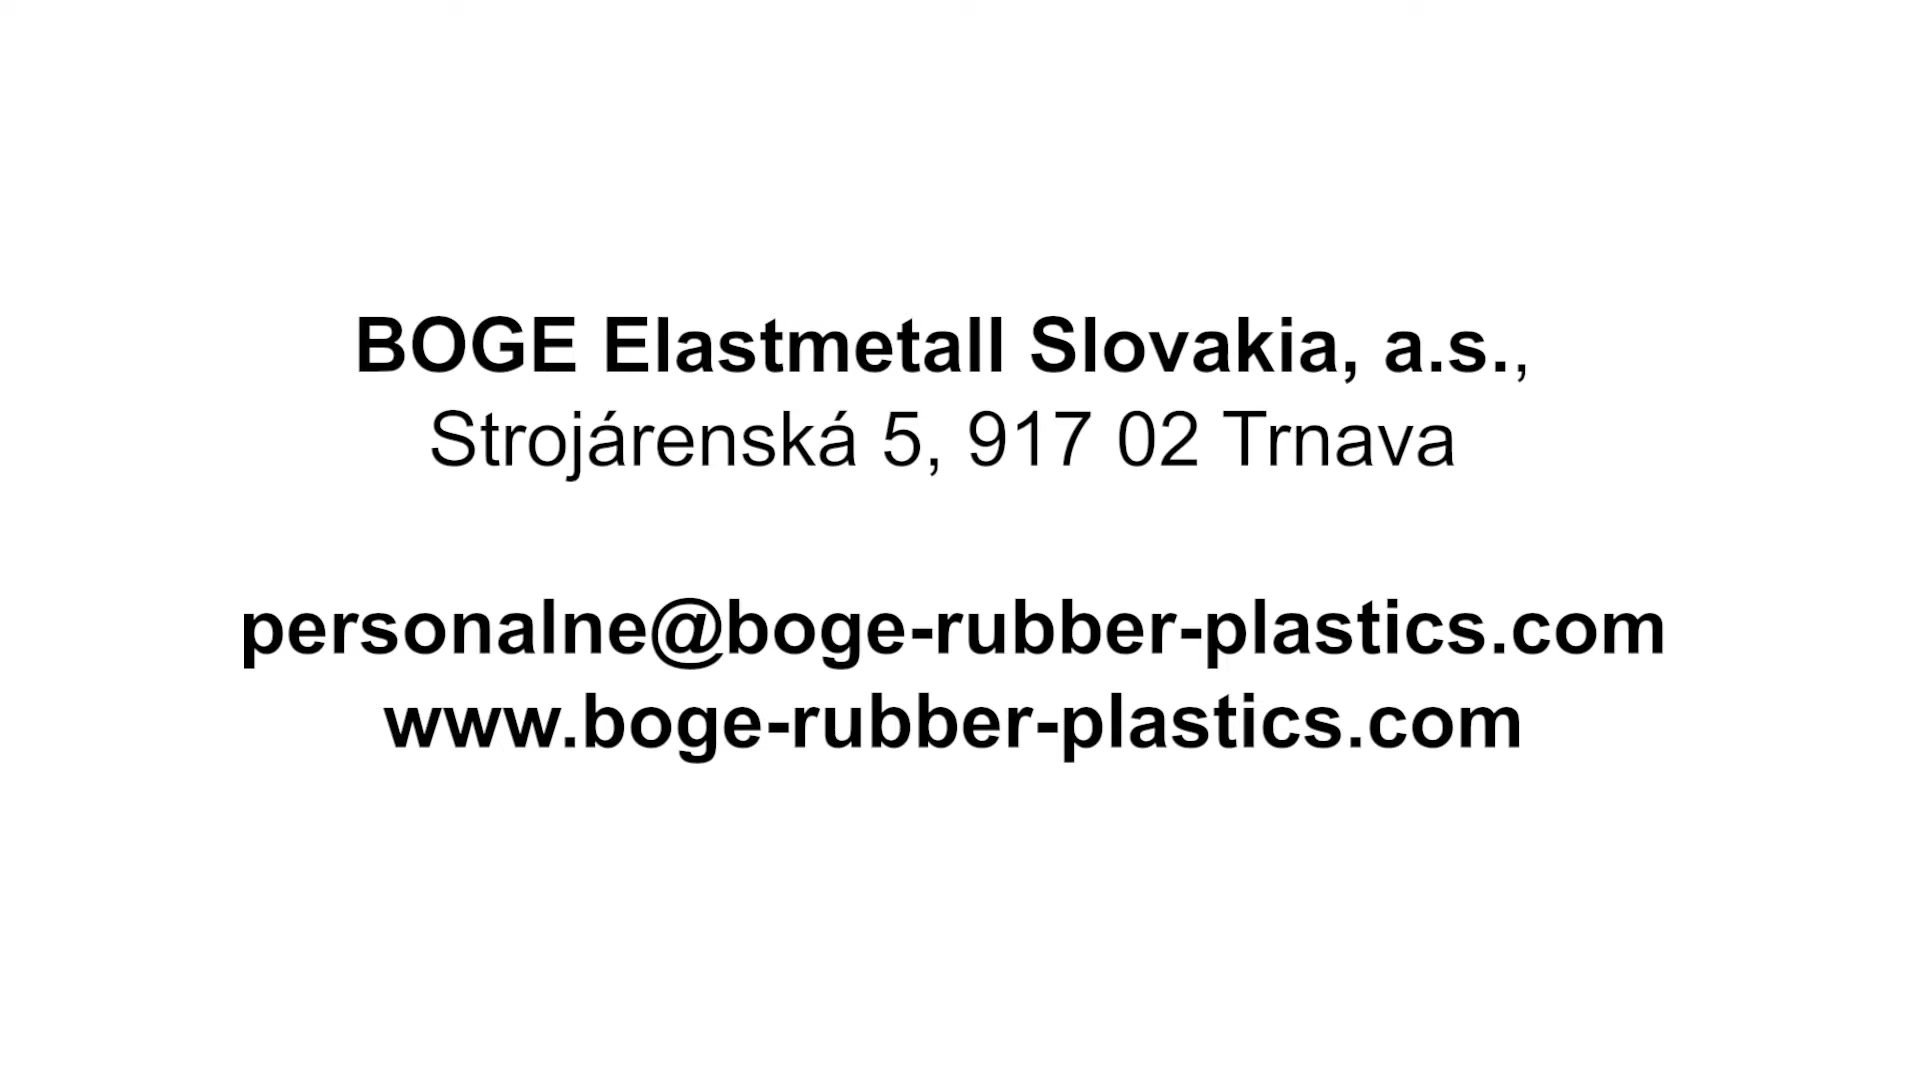 BOGE Elastmetall Slovakia, a.s.,
Strojárenská 5, 917 02 Trnava
personalne@boge-rubber-plastics.com
www.boge-rubber-plastics.com